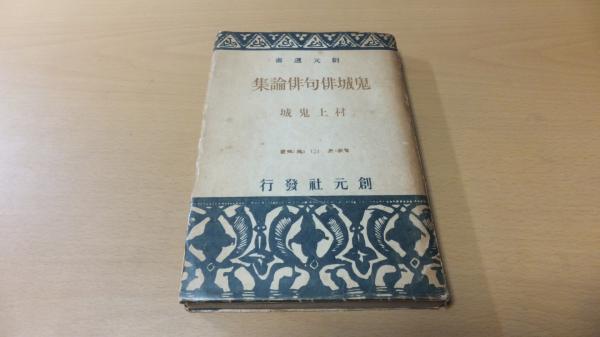 創元選書
鬼城俳句俳論集
村上鬼城
創元社發行